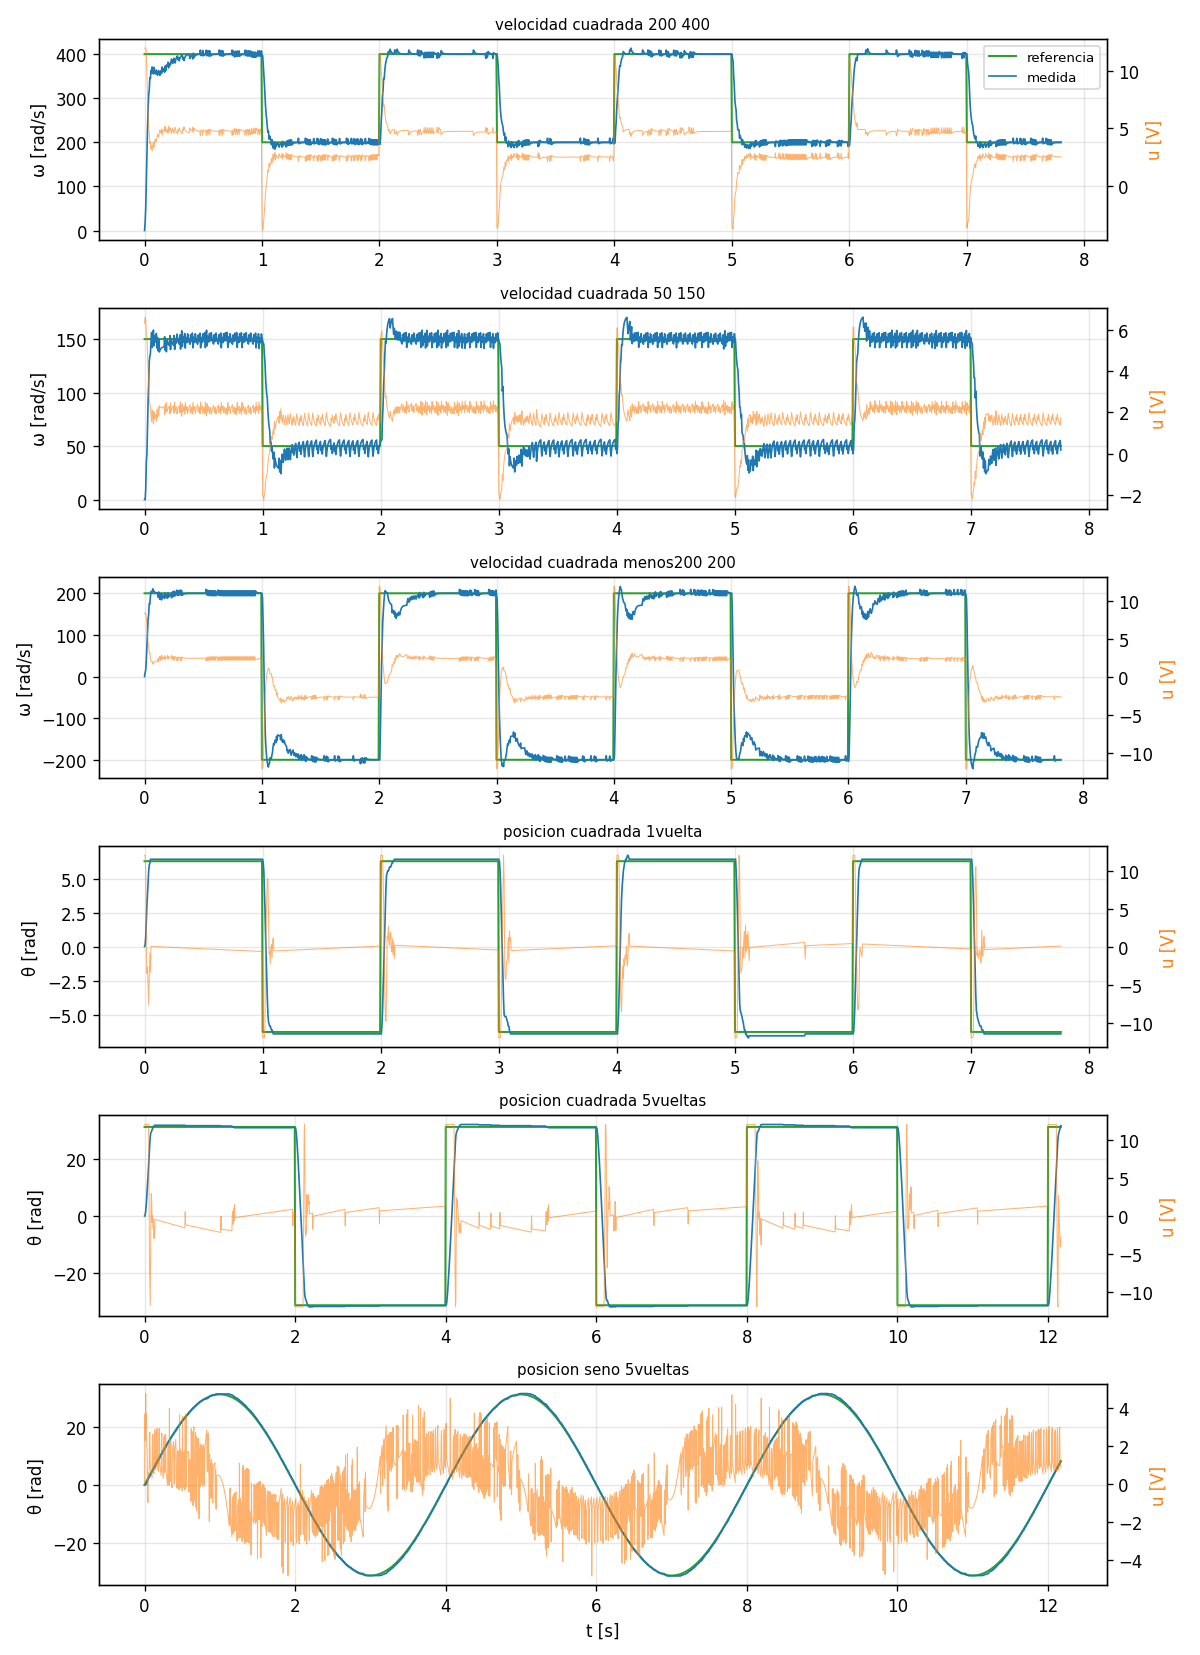 velocidad cuadrada 200 400
400
300
200
100
0
ω [rad/s]
10
5
0
u [V]
referencia
medida
0 1 2 3 4 5 6 7 8
velocidad cuadrada 50 150
150
100
50
0
ω [rad/s]
6
4
2
0
−2
u [V]
0 1 2 3 4 5 6 7 8
velocidad cuadrada menos200 200
200
100
0
−100
−200
ω [rad/s]
10
5
0
−5
−10
u [V]
0 1 2 3 4 5 6 7 8
posicion cuadrada 1vuelta
5.0
2.5
0.0
−2.5
−5.0
θ [rad]
10
5
0
−5
−10
u [V]
0 1 2 3 4 5 6 7 8
posicion cuadrada 5vueltas
20
0
−20
θ [rad]
10
5
0
−5
−10
u [V]
0 2 4 6 8 10 12
posicion seno 5vueltas
20
0
−20
θ [rad]
4
2
0
−2
−4
u [V]
0 2 4 6 8 10 12
t [s]